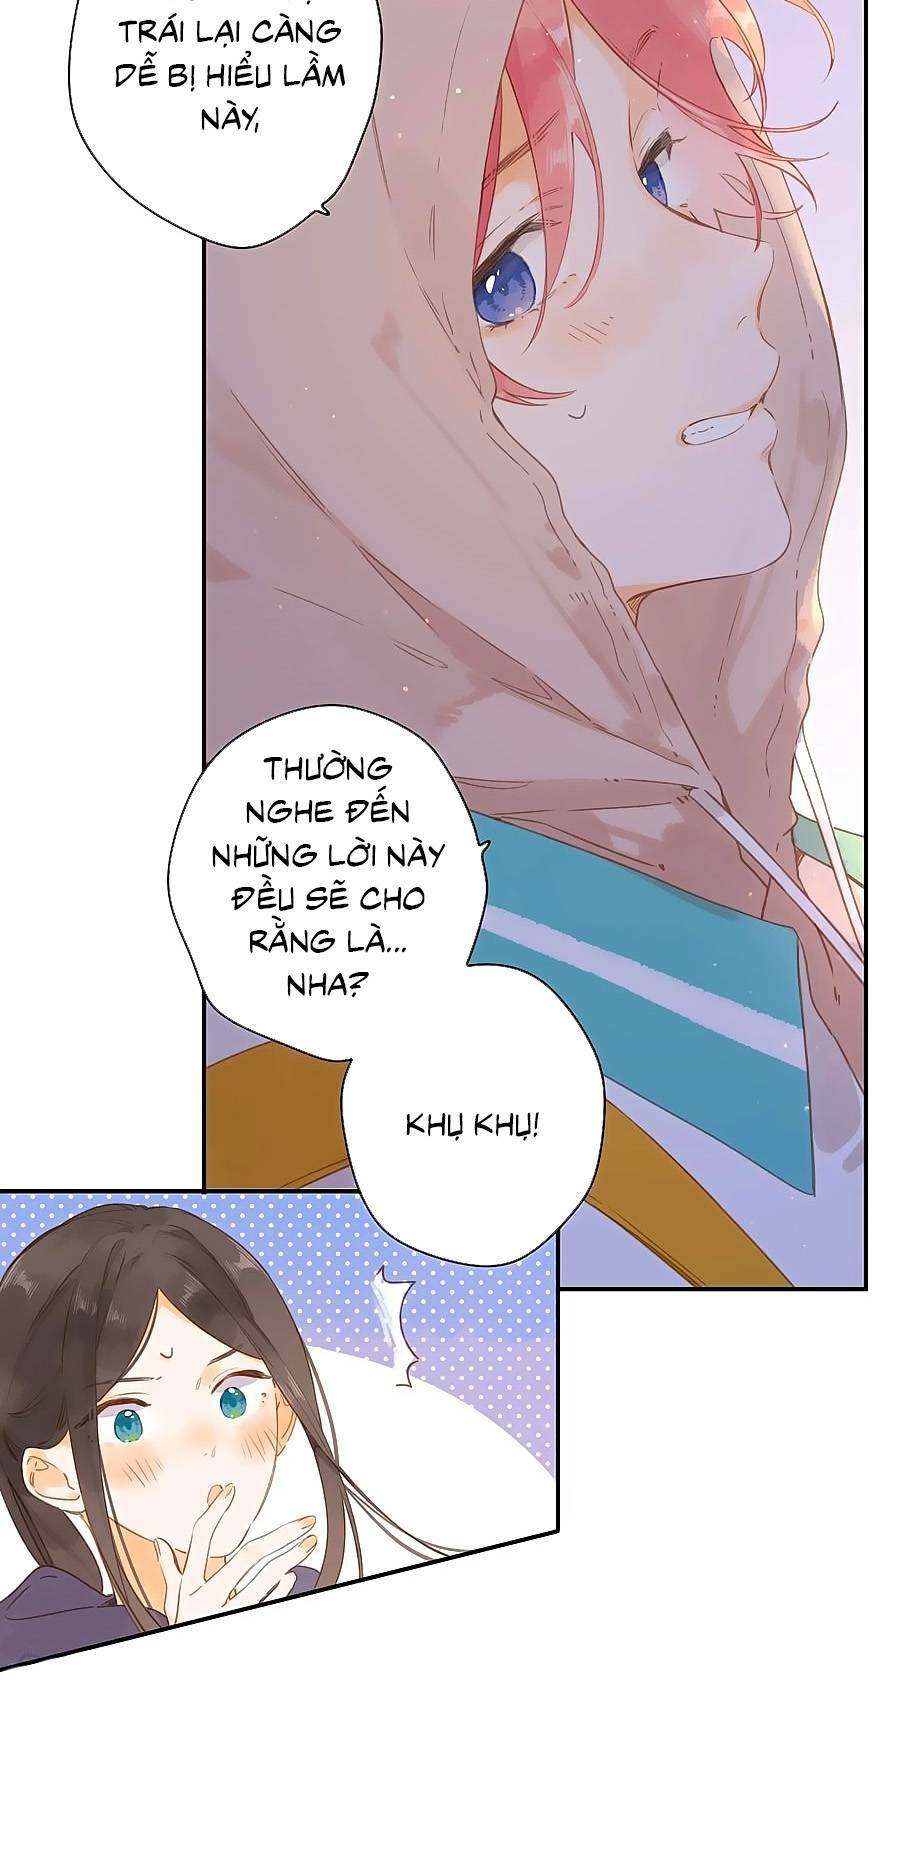 TRÁI LẠI CÀNG
DỄ BỊ HIỂU LẦM
NÀY,
THƯỜNG
NGHE ĐẾN
NHỮNG LỜI NÀY
ĐỀU SẼ CHO
RẰNG LÀ...
NHA?
KHỤ KHỤ!